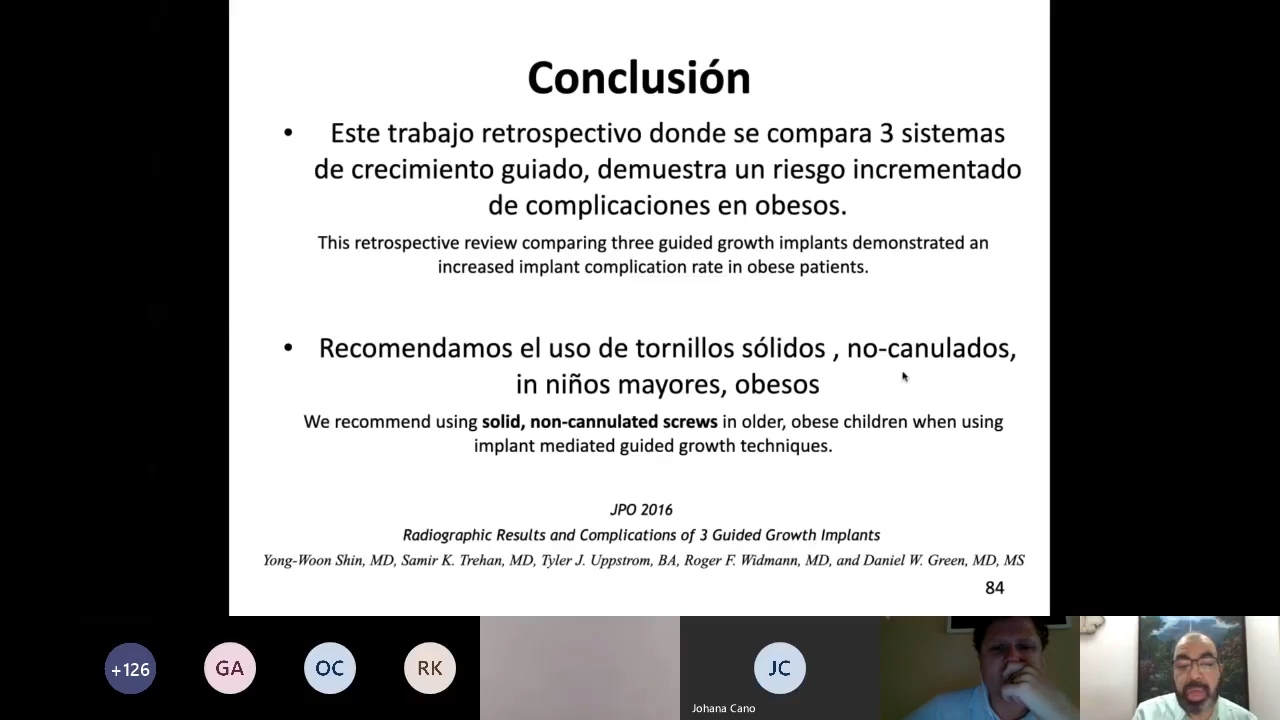 Conclusión
• Este trabajo retrospectivo donde se compara 3 sistemas
de crecimiento guiado, demuestra un riesgo incrementado
de complicaciones en obesos.
This retrospective review comparing three guided growth implants demonstrated an
increased implant complication rate in obese patients.
• Recomendamos el uso de tornillos sólidos , no-canulados,
in niños mayores, obesos
We recommend using solid, non-cannulated screws in older, obese children when using
implant mediated guided growth techniques.
JPO 2016
Radiographic Results and Complications of 3 Guided Growth Implants
Yong-Woon Shin, MD, Samir K. Trehan, MD, Tyler J. Uppstrom, BA, Roger F. Widmann, MD, and Daniel W. Green, MD, MS
84
+126
GA
OC
RK
JC
Johana Cano